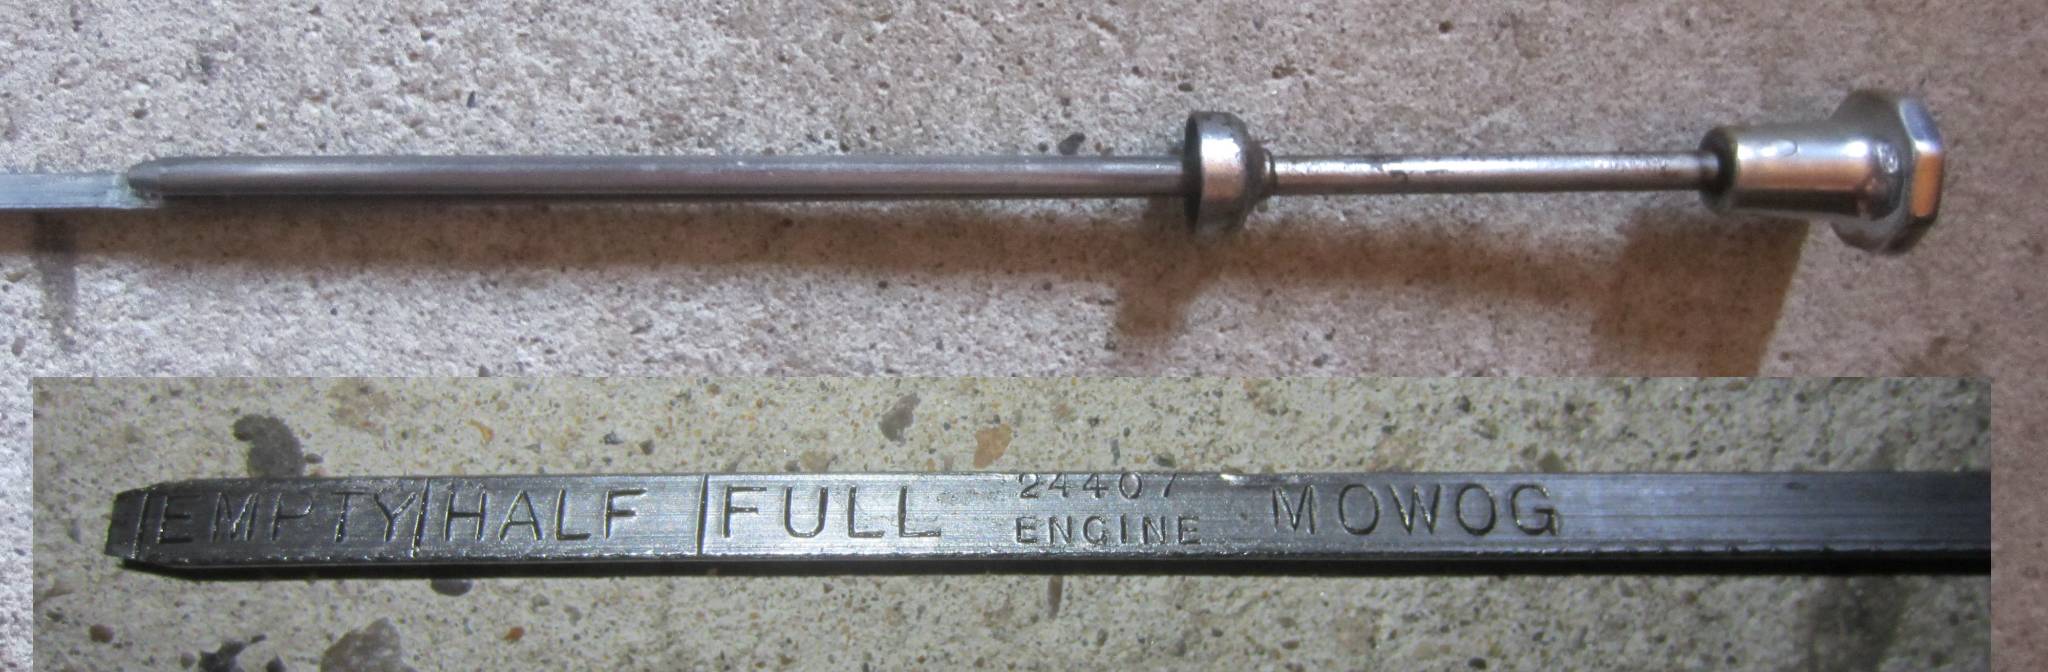 EMPTY HALF FULL
24407
ENGINE
MOWOG